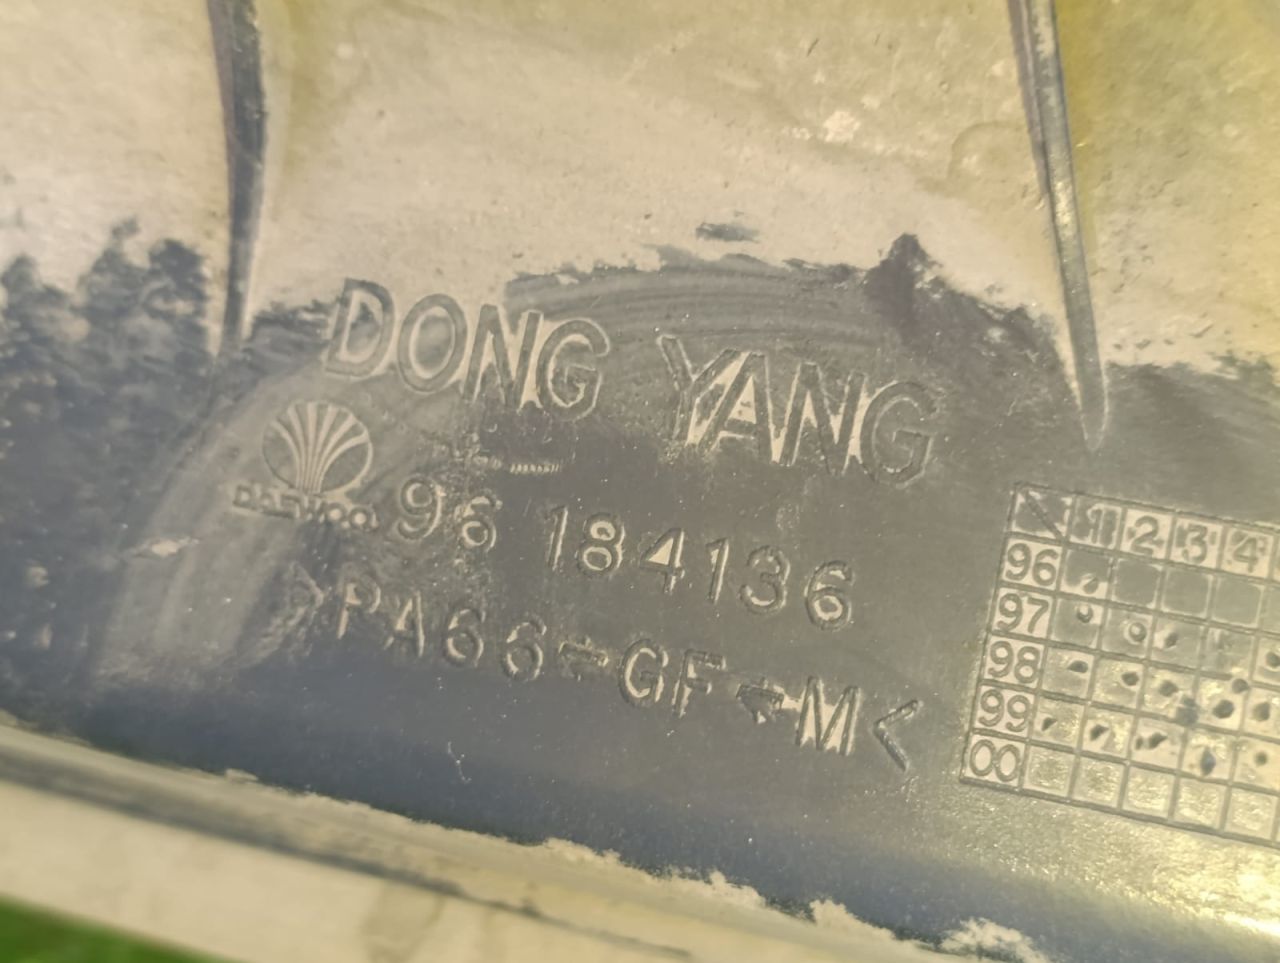 DONG YANG
DAEWOO
96 184136
>PA66-GF-M<
1 2 3 4
96
97
98
99
00